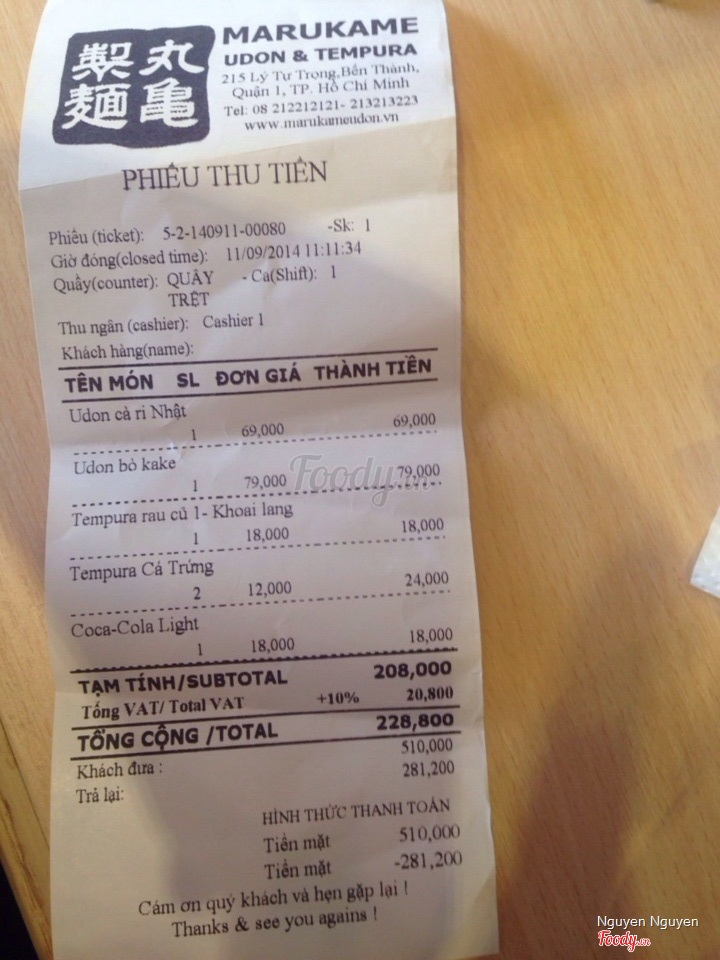 製丸
麺亀
MARUKAME
UDON & TEMPURA
215 Lý Tự Trọng,Bến Thành,
Quận 1, TP. Hồ Chí Minh
Tel: 08 212212121- 213213223
www.marukameudon.vn
PHIẾU THU TIỀN
Phiếu (ticket): 5-2-140911-00080 -Sk: 1
Giờ đóng(closed time): 11/09/2014 11:11:34
Quầy(counter): QUẦY - Ca(Shift): 1
TRỆT
Thu ngân (cashier): Cashier 1
Khách hàng(name):
TÊN MÓN SL ĐƠN GIÁ THÀNH TIỀN
Udon cà ri Nhật
1 69,000 69,000
Udon bò kake
1 79,000 79,000
Foody.vn
Tempura rau củ 1- Khoai lang
1 18,000 18,000
Tempura Cá Trứng
2 12,000 24,000
Coca-Cola Light
1 18,000 18,000
TẠM TÍNH/SUBTOTAL 208,000
Tổng VAT/ Total VAT +10% 20,800
TỔNG CỘNG /TOTAL 228,800
Khách đưa : 510,000
Trả lại: 281,200
HÌNH THỨC THANH TOÁN
Tiền mặt 510,000
Tiền mặt -281,200
Cám ơn quý khách và hẹn gặp lại !
Thanks & see you agains !
Nguyen Nguyen
Foody.vn